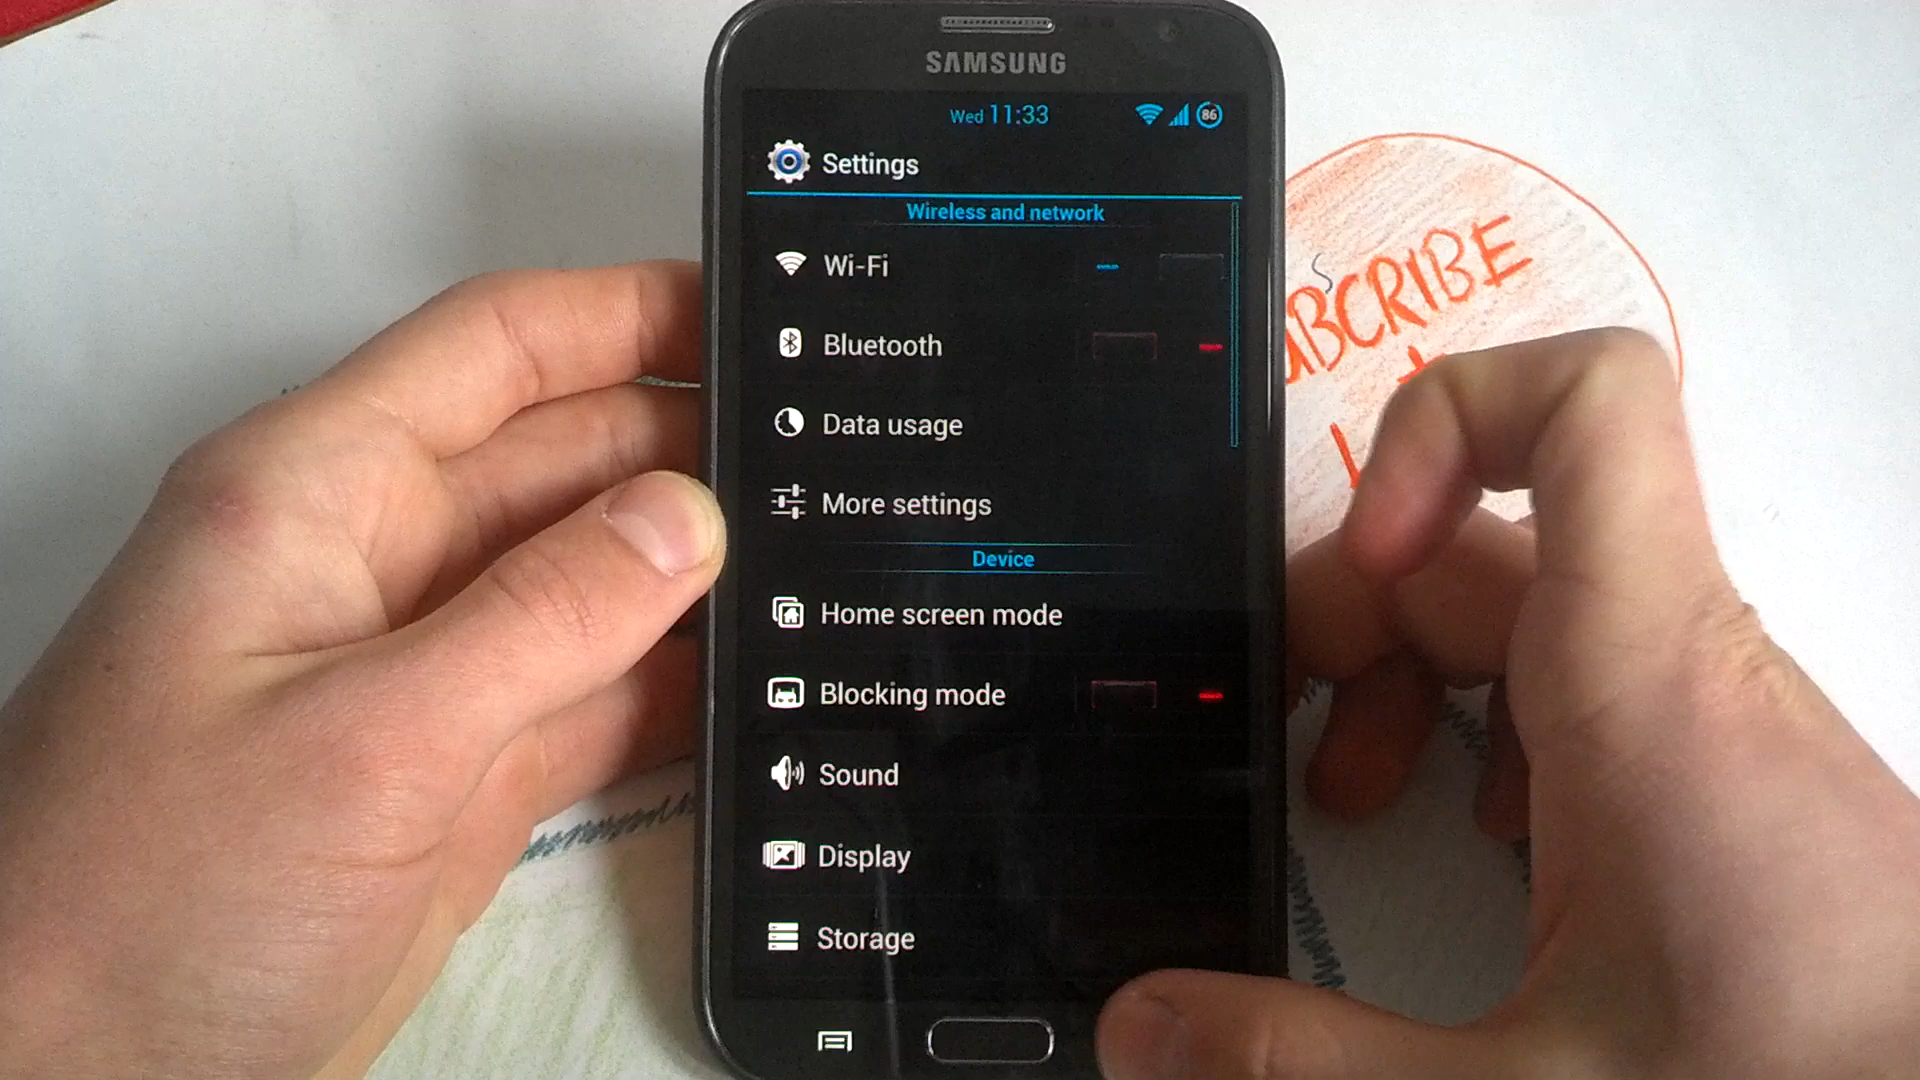 SAMSUNG
Wed 11:33
86
Settings
Wireless and network
Wi-Fi
Bluetooth
Data usage
More settings
Device
Home screen mode
Blocking mode
Sound
Display
Storage
SUBSCRIBE